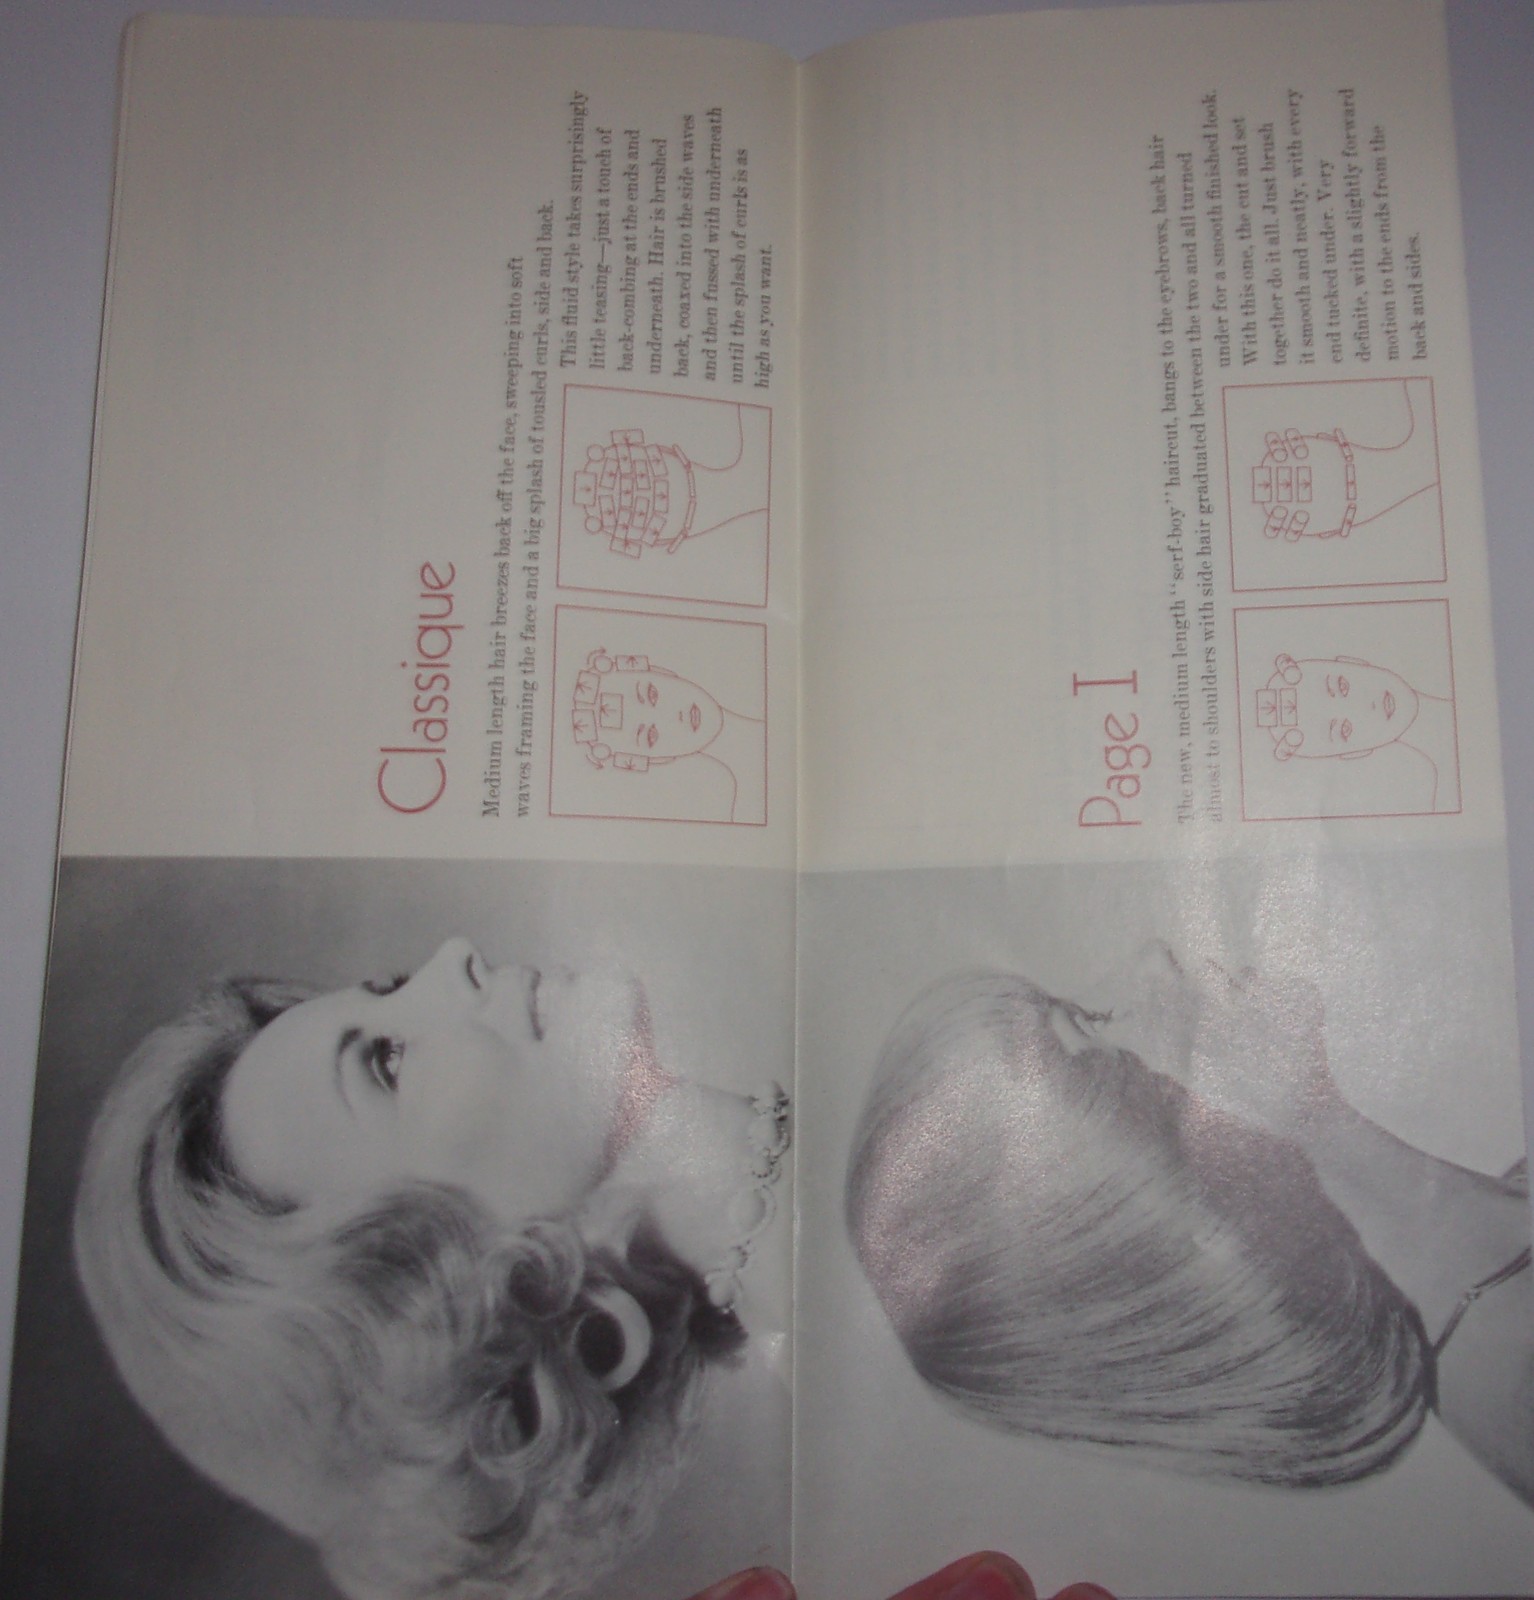 Classique
Medium length hair breezes back off the face, sweeping into soft
waves framing the face and a big splash of tousled curls, side and back.
This fluid style takes surprisingly
little teasing—just a touch of
back-combing at the ends and
underneath. Hair is brushed
back, coaxed into the side waves
and then fussed with underneath
until the splash of curls is as
high as you want.
Page I
The new, medium length "serf-boy" haircut, bangs to the eyebrows, back hair
almost to shoulders with side hair graduated between the two and all turned
under for a smooth finished look.
With this one, the cut and set
together do it all. Just brush
it smooth and neatly, with every
end tucked under. Very
definite, with a slightly forward
motion to the ends from the
back and sides.